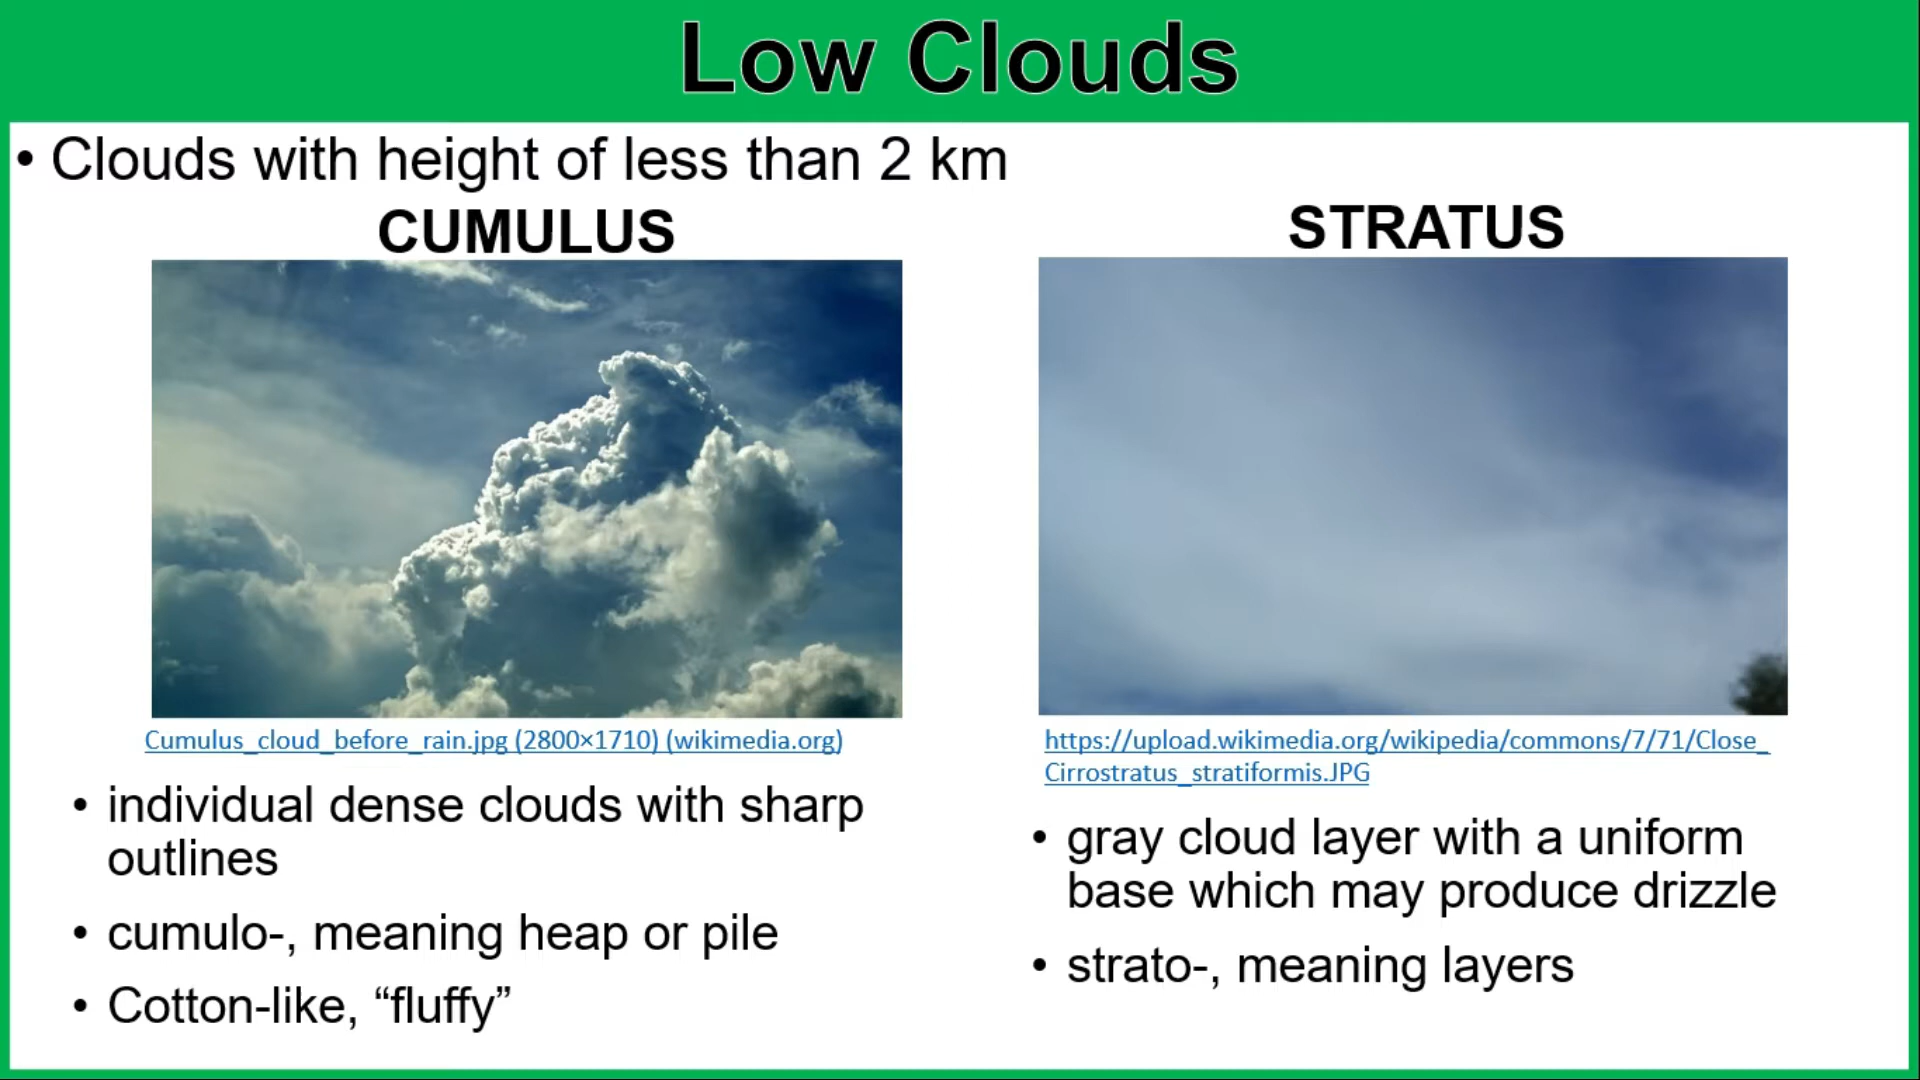 Low Clouds
• Clouds with height of less than 2 km
CUMULUS
Cumulus_cloud_before_rain.jpg (2800×1710) (wikimedia.org)
• individual dense clouds with sharp
outlines
• cumulo-, meaning heap or pile
• Cotton-like, “fluffy”
STRATUS
https://upload.wikimedia.org/wikipedia/commons/7/71/Close_
Cirrostratus_stratiformis.JPG
• gray cloud layer with a uniform
base which may produce drizzle
• strato-, meaning layers